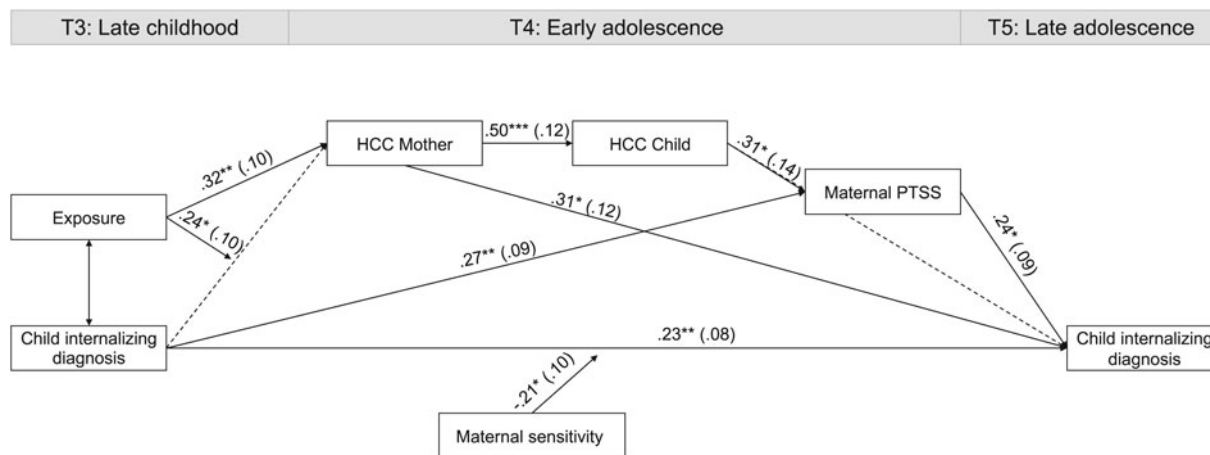 T3: Late childhood
T4: Early adolescence
T5: Late adolescence
HCC Mother
.50*** (.12)
HCC Child
.31* (.14)
.32** (.10)
Maternal PTSS
Exposure
.24* (.10)
.31* (.12)
.24* (.09)
.27** (.09)
Child internalizing
diagnosis
.23** (.08)
Child internalizing
diagnosis
-.21* (.10)
Maternal sensitivity